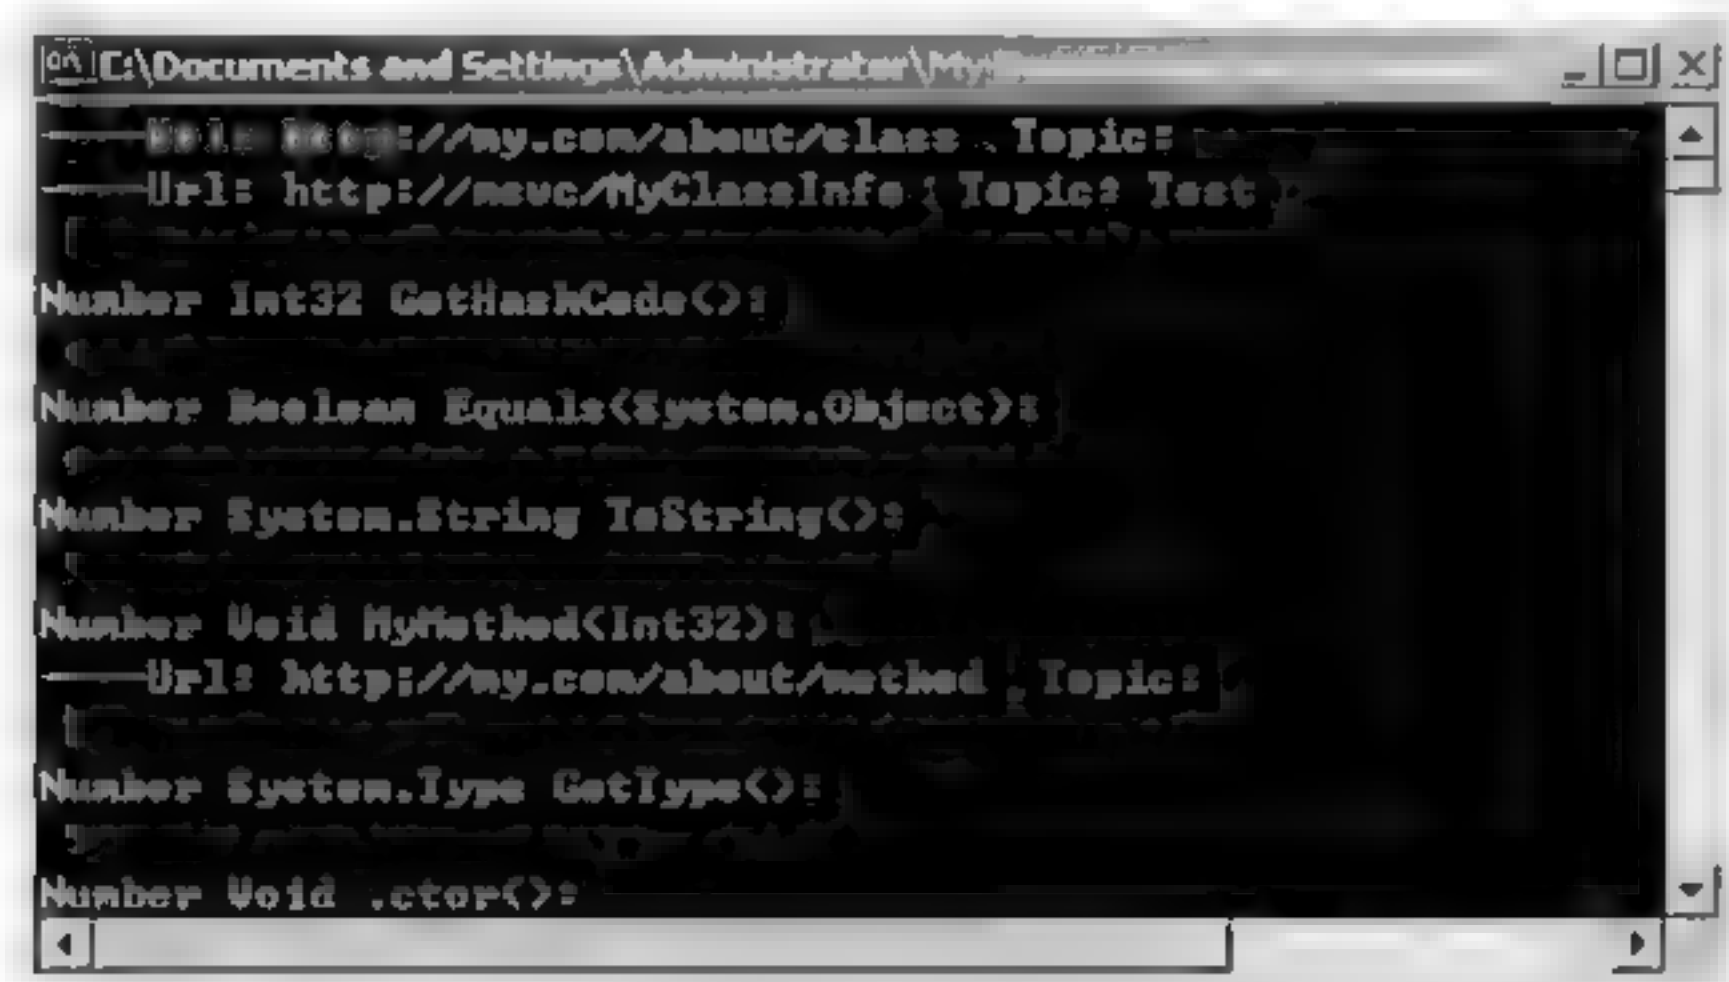 C:\Documents and Settings\Administrator\My
Url: http://my.com/about/class , Topic:
Url: http://msvc/MyClassInfo , Topic: Test
Number Int32 GetHashCode():
Number Boolean Equals(System.Object):
Number System.String ToString():
Number Void MyMethod(Int32):
Url: http://my.com/about/method , Topic:
Number System.Type GetType():
Number Void .ctor():